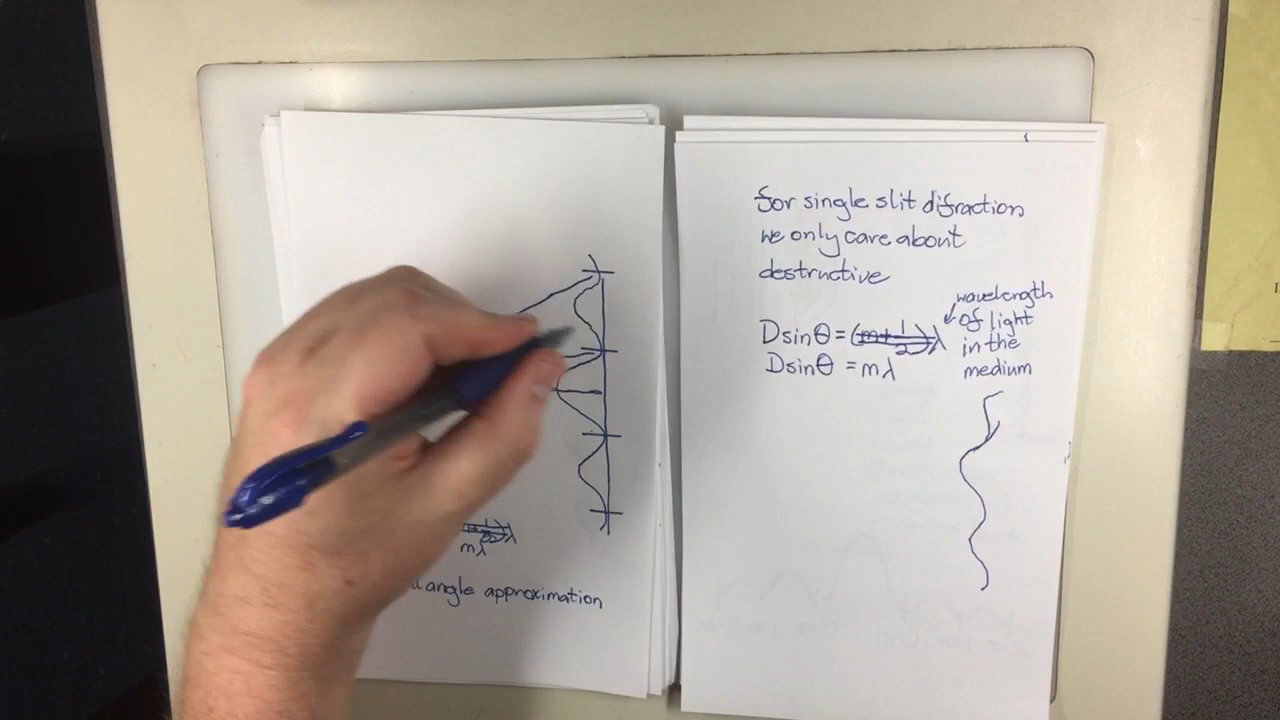 mλ
angle approximation
for single slit difraction
we only care about
destructive
wavelength
of light
in the
medium
Dsinθ = (m+1/2)λ
Dsinθ = mλ